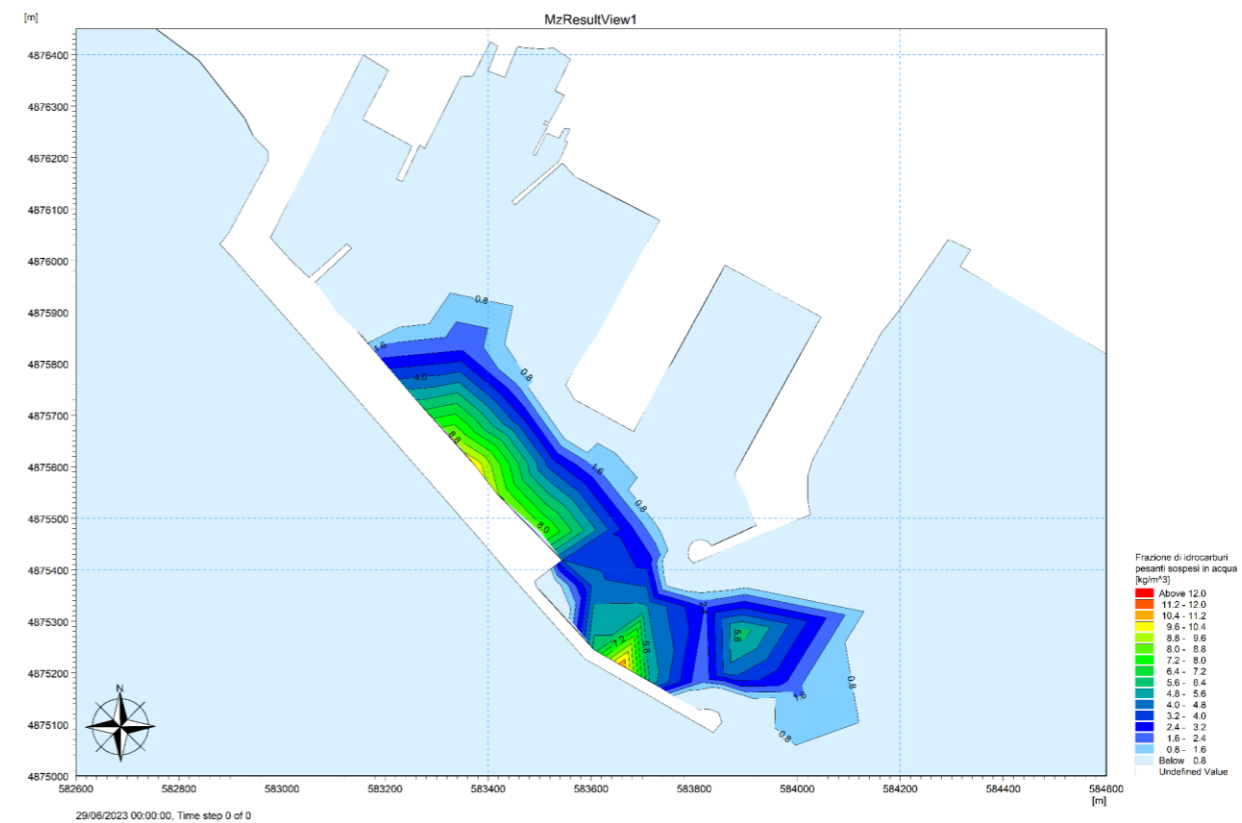 [m]
MzResultView1
4876400
4876300
4876200
4876100
4876000
4875900
4875800
4875700
4875600
4875500
4875400
4875300
4875200
4875100
4875000
0.8
1.6
4.0
0.8
8.8
1.6
0.8
8.0
2.4
7.2
5.6
5.6
0.8
1.6
0.8
N
582600 582800 583000 583200 583400 583600 583800 584000 584200 584400 584600
[m]
29/06/2023 00:00:00, Time step 0 of 0
Frazione di idrocarburi
pesanti sospesi in acqua
[kg/m^3]
Above 12.0
11.2 - 12.0
10.4 - 11.2
9.6 - 10.4
8.8 - 9.6
8.0 - 8.8
7.2 - 8.0
6.4 - 7.2
5.6 - 6.4
4.8 - 5.6
4.0 - 4.8
3.2 - 4.0
2.4 - 3.2
1.6 - 2.4
0.8 - 1.6
Below 0.8
Undefined Value